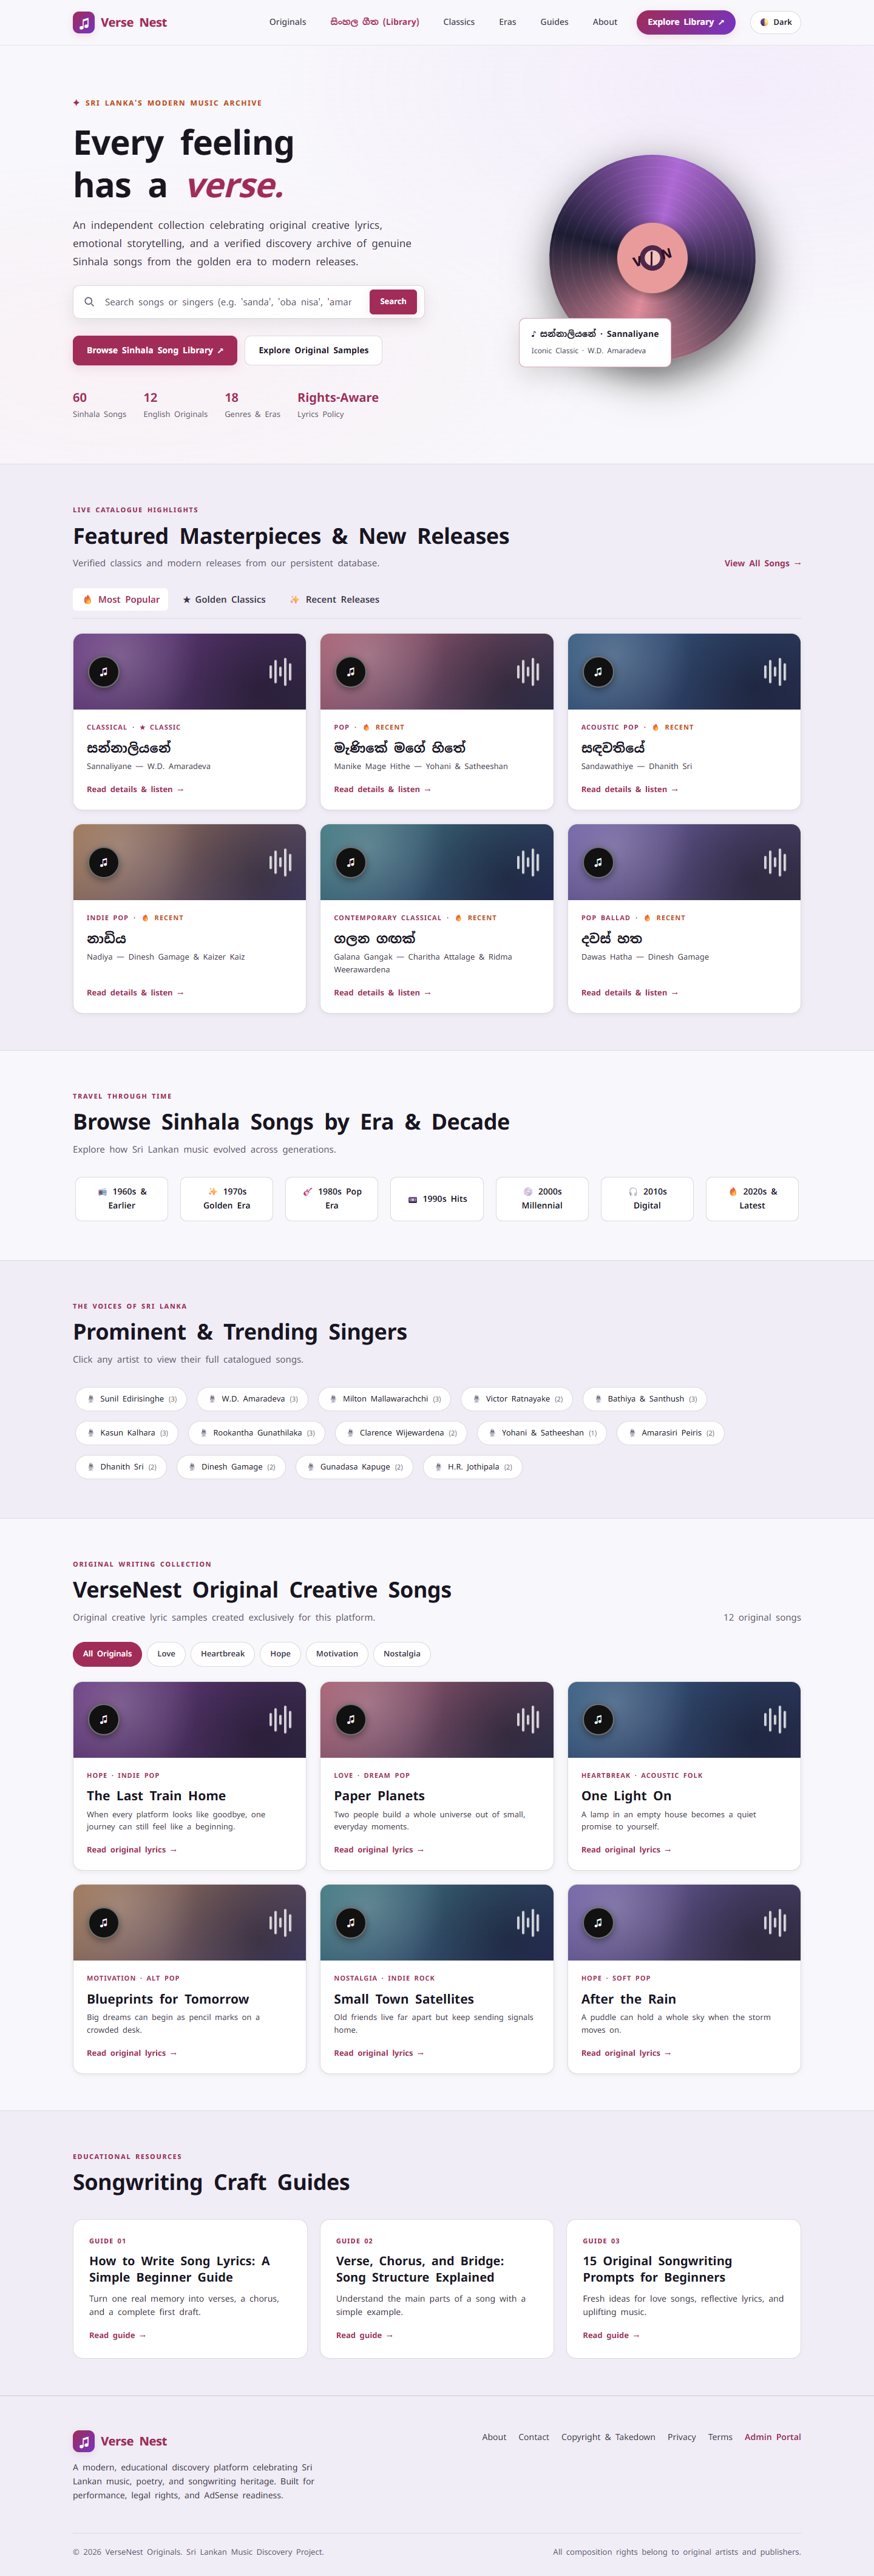 Verse Nest
Originals
සිංහල ගීත (Library)
Classics
Eras
Guides
About
Explore Library ↗
Dark
✦ SRI LANKA'S MODERN MUSIC ARCHIVE
Every feeling
has a verse.
An independent collection celebrating original creative lyrics,
emotional storytelling, and a verified discovery archive of genuine
Sinhala songs from the golden era to modern releases.
Search songs or singers (e.g. 'sanda', 'oba nisa', 'amar
Search
Browse Sinhala Song Library ↗
Explore Original Samples
60
Sinhala Songs
12
English Originals
18
Genres & Eras
Rights-Aware
Lyrics Policy
♪ සන්නාලියනේ · Sannaliyane
Iconic Classic · W.D. Amaradeva
LIVE CATALOGUE HIGHLIGHTS
Featured Masterpieces & New Releases
Verified classics and modern releases from our persistent database.
View All Songs →
🔥 Most Popular
★ Golden Classics
✨ Recent Releases
CLASSICAL · ★ CLASSIC
සන්නාලියනේ
Sannaliyane — W.D. Amaradeva
Read details & listen →
POP · 🔥 RECENT
මැණිකේ මගේ හිතේ
Manike Mage Hithe — Yohani & Satheeshan
Read details & listen →
ACOUSTIC POP · 🔥 RECENT
සඳවතියේ
Sandawathiye — Dhanith Sri
Read details & listen →
INDIE POP · 🔥 RECENT
නාඩිය
Nadiya — Dinesh Gamage & Kaizer Kaiz
Read details & listen →
CONTEMPORARY CLASSICAL · 🔥 RECENT
ගලන ගඟක්
Galana Gangak — Charitha Attalage & Ridma
Weerawardena
Read details & listen →
POP BALLAD · 🔥 RECENT
දවස් හත
Dawas Hatha — Dinesh Gamage
Read details & listen →
TRAVEL THROUGH TIME
Browse Sinhala Songs by Era & Decade
Explore how Sri Lankan music evolved across generations.
1960s &
Earlier
1970s
Golden Era
1980s Pop
Era
1990s Hits
2000s
Millennial
2010s
Digital
2020s &
Latest
THE VOICES OF SRI LANKA
Prominent & Trending Singers
Click any artist to view their full catalogued songs.
Sunil Edirisinghe (3)
W.D. Amaradeva (3)
Milton Mallawarachchi (3)
Victor Ratnayake (2)
Bathiya & Santhush (3)
Kasun Kalhara (3)
Rookantha Gunathilaka (3)
Clarence Wijewardena (2)
Yohani & Satheeshan (1)
Amarasiri Peiris (2)
Dhanith Sri (2)
Dinesh Gamage (2)
Gunadasa Kapuge (2)
H.R. Jothipala (2)
ORIGINAL WRITING COLLECTION
VerseNest Original Creative Songs
Original creative lyric samples created exclusively for this platform.
12 original songs
All Originals
Love
Heartbreak
Hope
Motivation
Nostalgia
HOPE · INDIE POP
The Last Train Home
When every platform looks like goodbye, one
journey can still feel like a beginning.
Read original lyrics →
LOVE · DREAM POP
Paper Planets
Two people build a whole universe out of small,
everyday moments.
Read original lyrics →
HEARTBREAK · ACOUSTIC FOLK
One Light On
A lamp in an empty house becomes a quiet
promise to yourself.
Read original lyrics →
MOTIVATION · ALT POP
Blueprints for Tomorrow
Big dreams can begin as pencil marks on a
crowded desk.
Read original lyrics →
NOSTALGIA · INDIE ROCK
Small Town Satellites
Old friends live far apart but keep sending signals
home.
Read original lyrics →
HOPE · SOFT POP
After the Rain
A puddle can hold a whole sky when the storm
moves on.
Read original lyrics →
EDUCATIONAL RESOURCES
Songwriting Craft Guides
GUIDE 01
How to Write Song Lyrics: A
Simple Beginner Guide
Turn one real memory into verses, a chorus,
and a complete first draft.
Read guide →
GUIDE 02
Verse, Chorus, and Bridge:
Song Structure Explained
Understand the main parts of a song with a
simple example.
Read guide →
GUIDE 03
15 Original Songwriting
Prompts for Beginners
Fresh ideas for love songs, reflective lyrics, and
uplifting music.
Read guide →
Verse Nest
A modern, educational discovery platform celebrating Sri
Lankan music, poetry, and songwriting heritage. Built for
performance, legal rights, and AdSense readiness.
About
Contact
Copyright & Takedown
Privacy
Terms
Admin Portal
© 2026 VerseNest Originals. Sri Lankan Music Discovery Project.
All composition rights belong to original artists and publishers.